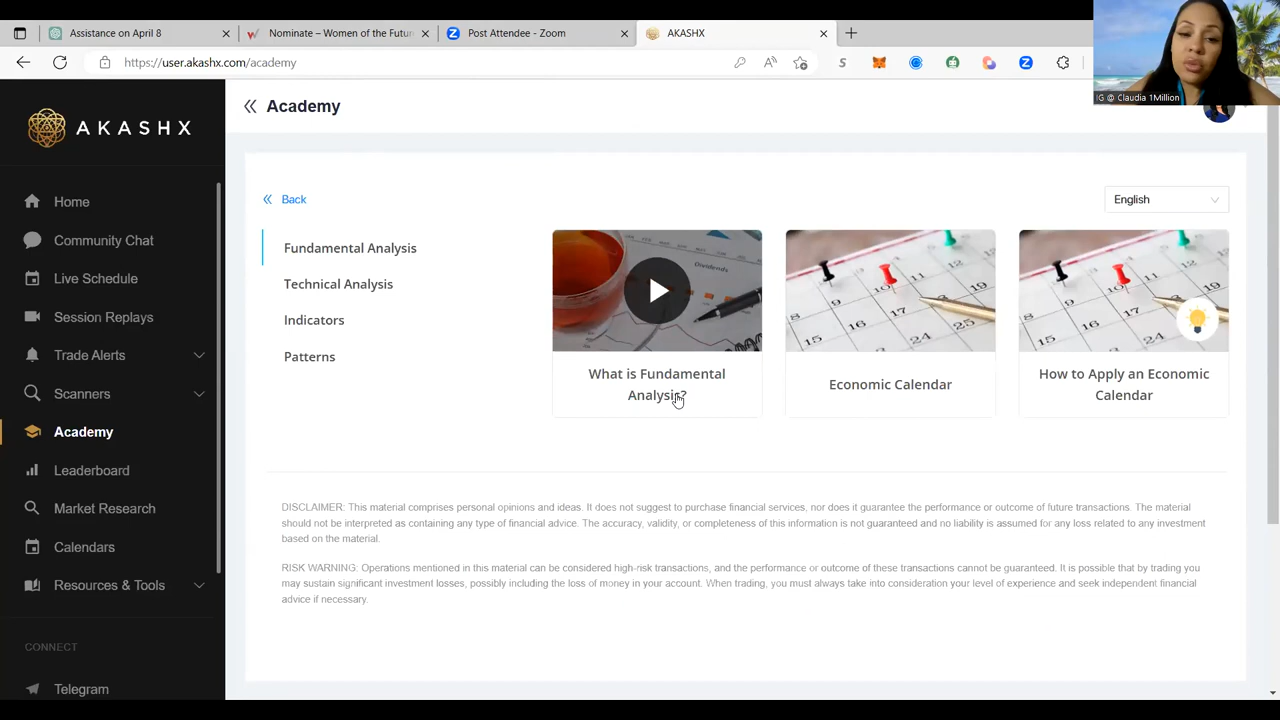 Assistance on April 8
Nominate – Women of the Futur
Post Attendee - Zoom
AKASHX
https://user.akashx.com/academy
IG @ Claudia 1Million
AKASHX
Home
Community Chat
Live Schedule
Session Replays
Trade Alerts
Scanners
Academy
Leaderboard
Market Research
Calendars
Resources & Tools
CONNECT
Telegram
Academy
Back
English
Fundamental Analysis
Technical Analysis
Indicators
Patterns
Dividends
What is Fundamental
Analysis?
Economic Calendar
How to Apply an Economic
Calendar
DISCLAIMER: This material comprises personal opinions and ideas. It does not suggest to purchase financial services, nor does it guarantee the performance or outcome of future transactions. The material
should not be interpreted as containing any type of financial advice. The accuracy, validity, or completeness of this information is not guaranteed and no liability is assumed for any loss related to any investment
based on the material.
RISK WARNING: Operations mentioned in this material can be considered high-risk transactions, and the performance or outcome of these transactions cannot be guaranteed. It is possible that by trading you
may sustain significant investment losses, possibly including the loss of money in your account. When trading, you must always take into consideration your level of experience and seek independent financial
advice if necessary.